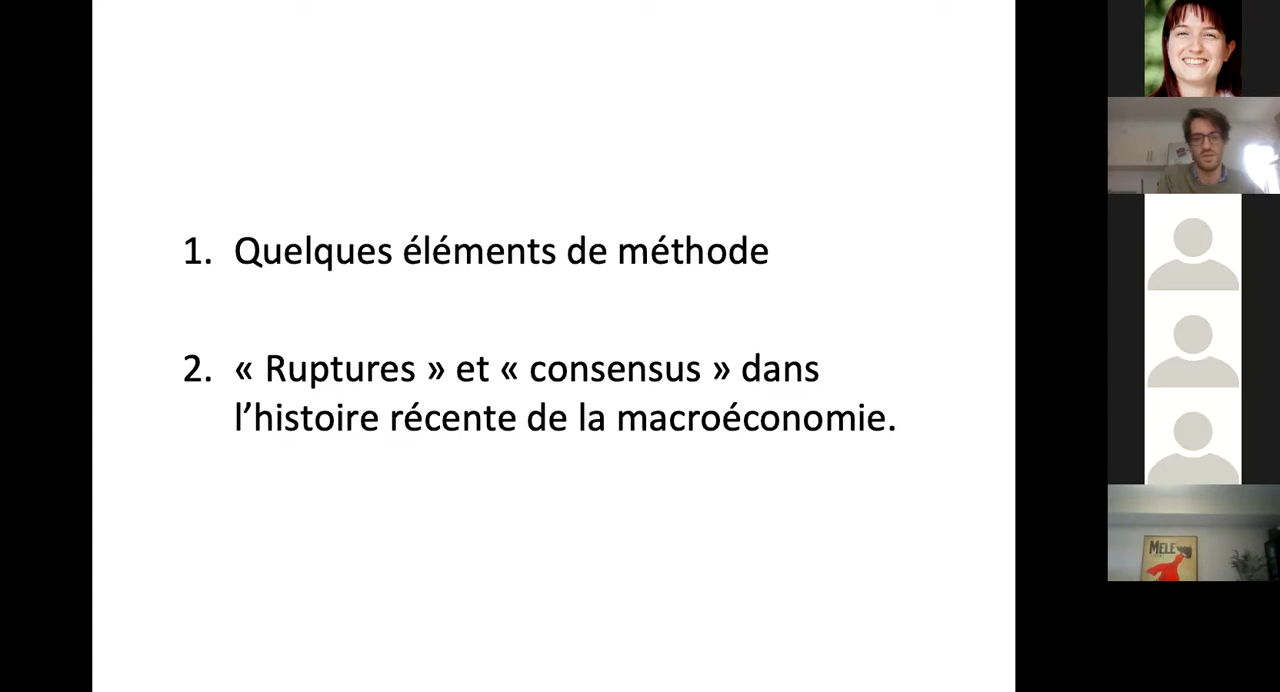 1. Quelques éléments de méthode
2. « Ruptures » et « consensus » dans
l’histoire récente de la macroéconomie.
MELE